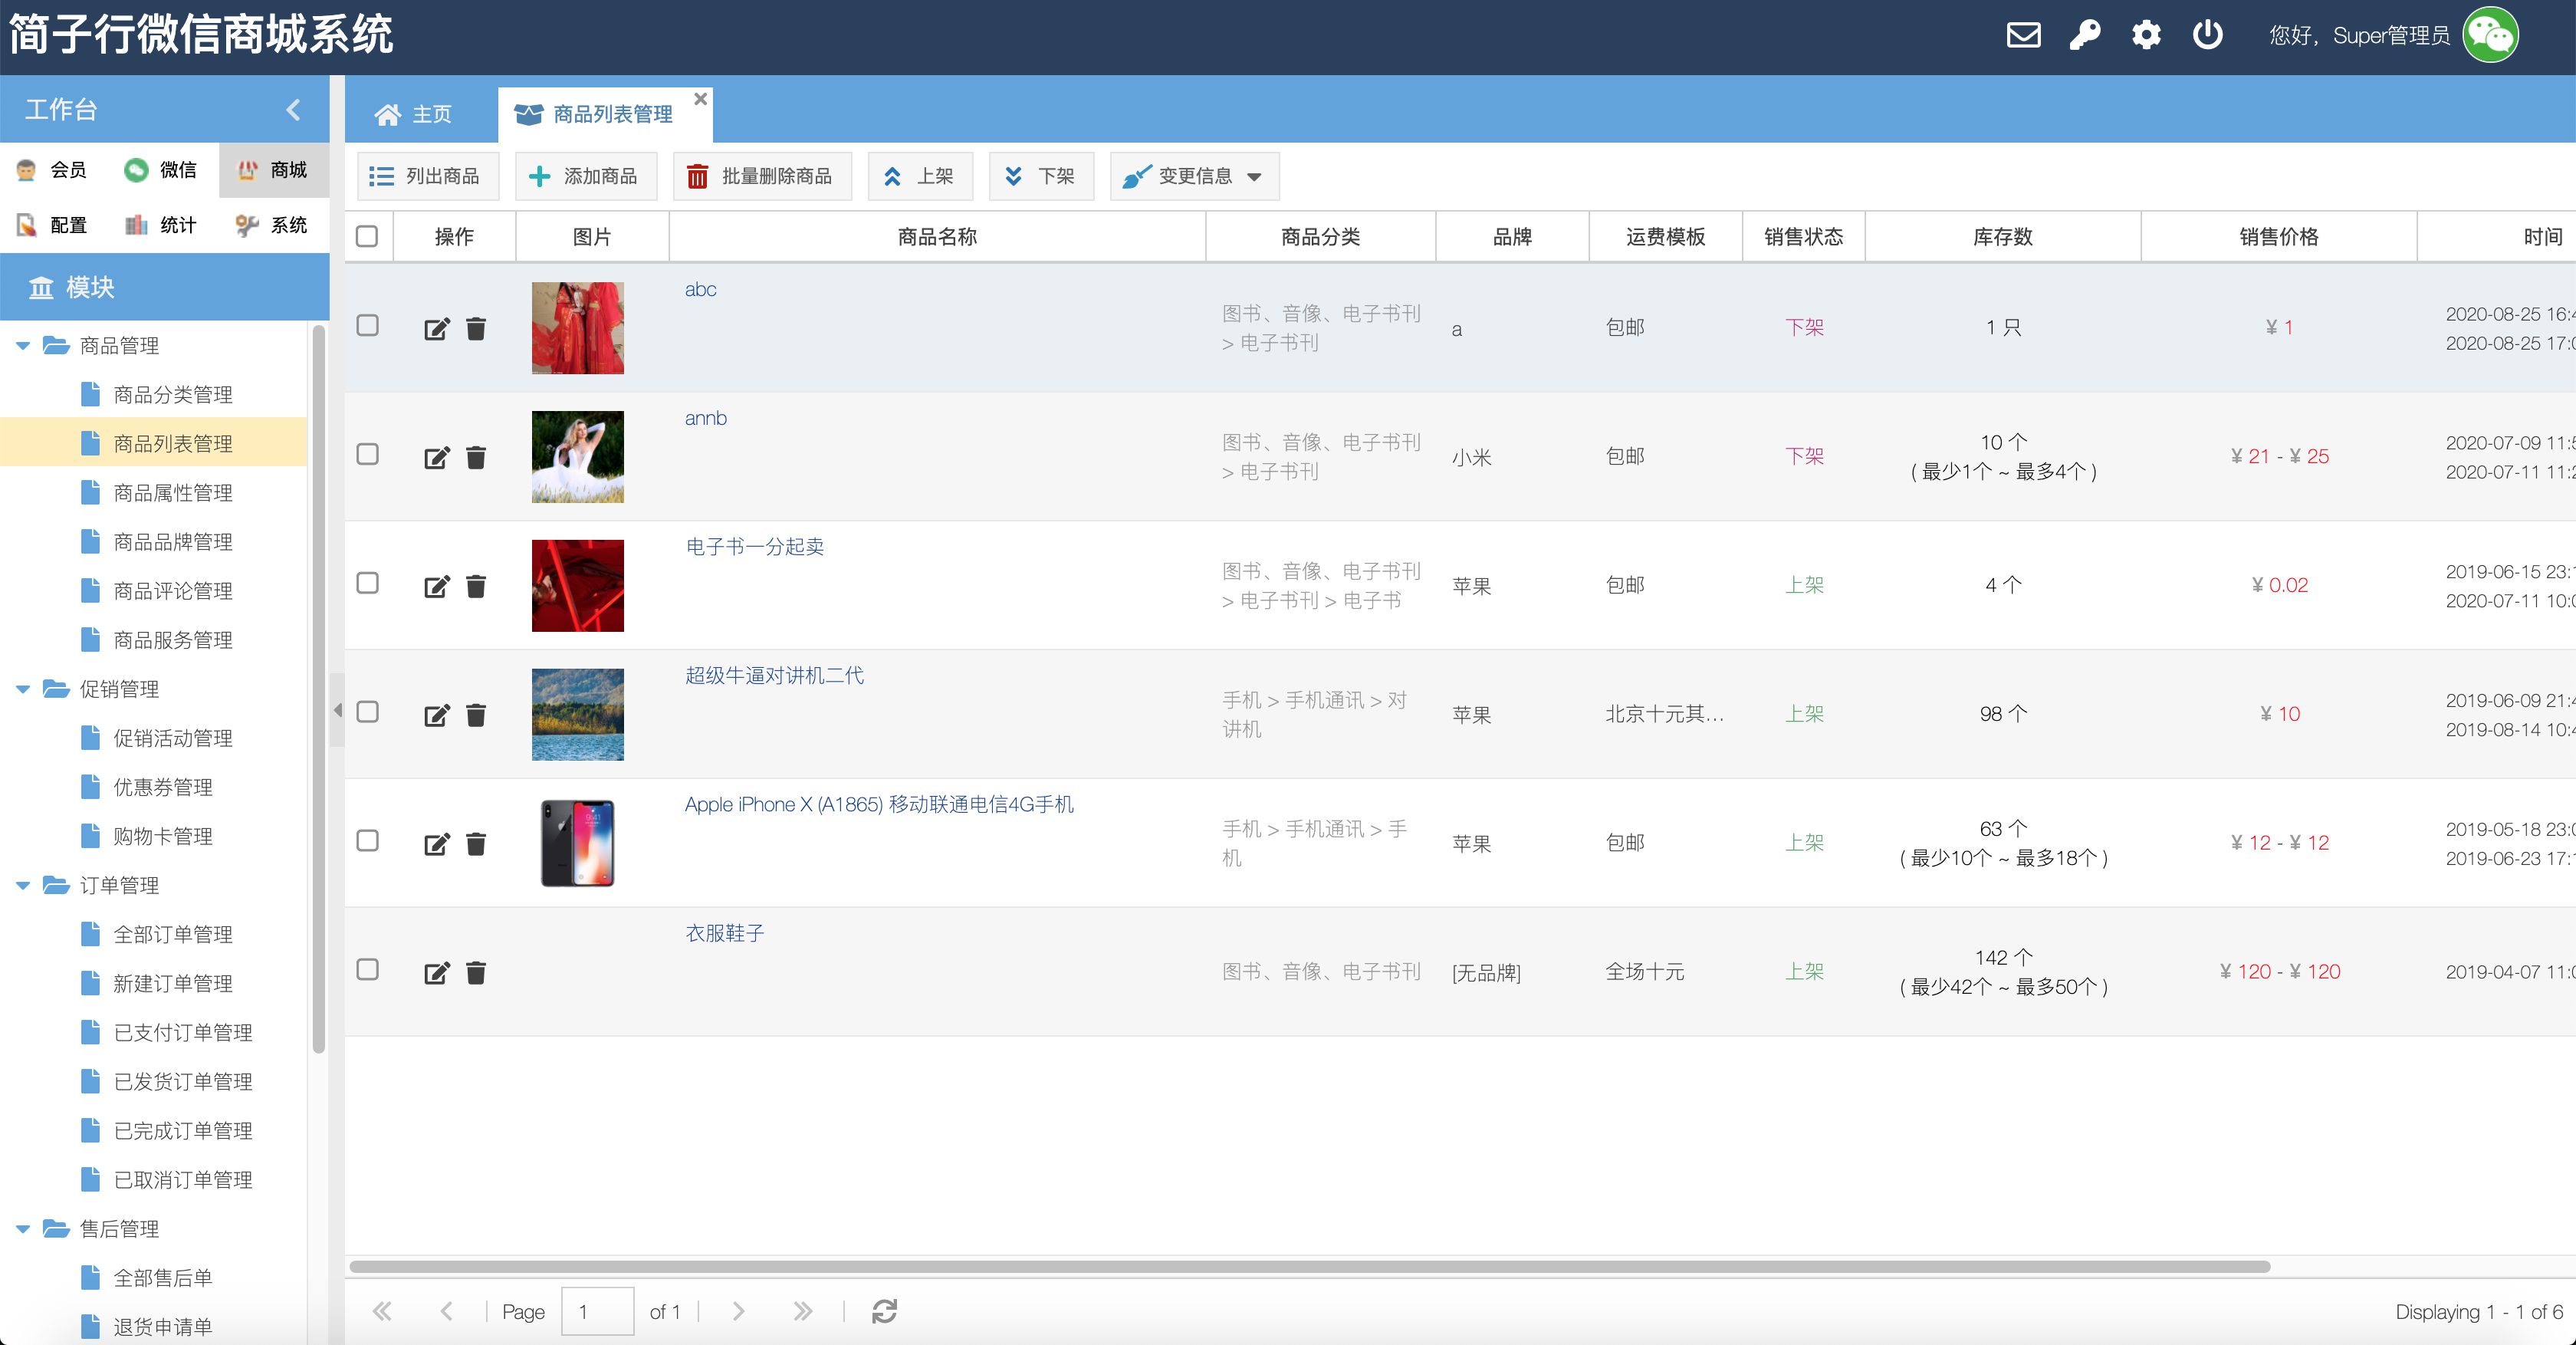 简子行微信商城系统
您好，Super管理员
工作台
主页
商品列表管理
会员
微信
商城
配置
统计
系统
模块
商品管理
商品分类管理
商品列表管理
商品属性管理
商品品牌管理
商品评论管理
商品服务管理
促销管理
促销活动管理
优惠券管理
购物卡管理
订单管理
全部订单管理
新建订单管理
已支付订单管理
已发货订单管理
已完成订单管理
已取消订单管理
售后管理
全部售后单
退货申请单
列出商品
添加商品
批量删除商品
上架
下架
变更信息
操作
图片
商品名称
商品分类
品牌
运费模板
销售状态
库存数
销售价格
时间
abc
图书、音像、电子书刊
> 电子书刊
a
包邮
下架
1 只
¥ 1
2020-08-25 16:4
2020-08-25 17:0
annb
图书、音像、电子书刊
> 电子书刊
小米
包邮
下架
10 个
( 最少1个 ~ 最多4个 )
¥ 21 - ¥ 25
2020-07-09 11:5
2020-07-11 11:2
电子书一分起卖
图书、音像、电子书刊
> 电子书刊 > 电子书
苹果
包邮
上架
4 个
¥ 0.02
2019-06-15 23:1
2020-07-11 10:0
超级牛逼对讲机二代
手机 > 手机通讯 > 对
讲机
苹果
北京十元其...
上架
98 个
¥ 10
2019-06-09 21:4
2019-08-14 10:4
Apple iPhone X (A1865) 移动联通电信4G手机
手机 > 手机通讯 > 手
机
苹果
包邮
上架
63 个
( 最少10个 ~ 最多18个 )
¥ 12 - ¥ 12
2019-05-18 23:0
2019-06-23 17:1
衣服鞋子
图书、音像、电子书刊
[无品牌]
全场十元
上架
142 个
( 最少42个 ~ 最多50个 )
¥ 120 - ¥ 120
2019-04-07 11:0
Page 1 of 1
Displaying 1 - 1 of 6